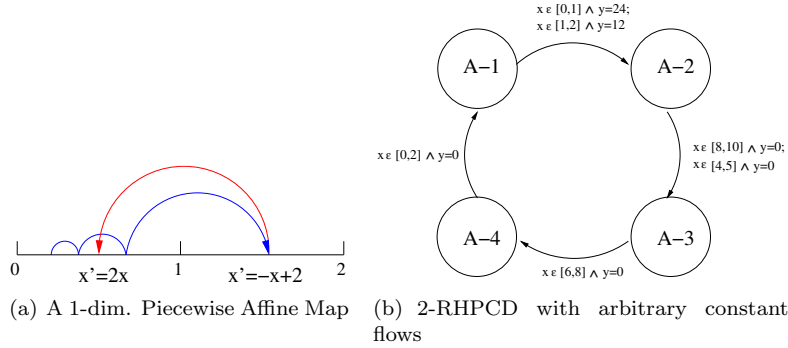 x ε [0,1] ∧ y=24;
x ε [1,2] ∧ y=12
A−1
A−2
x ε [0,2] ∧ y=0
x ε [8,10] ∧ y=0;
x ε [4,5] ∧ y=0
A−4
A−3
x ε [6,8] ∧ y=0
0
x'=2x
1
x'=−x+2
2
(a) A 1-dim. Piecewise Affine Map
(b) 2-RHPCD with arbitrary constant
flows